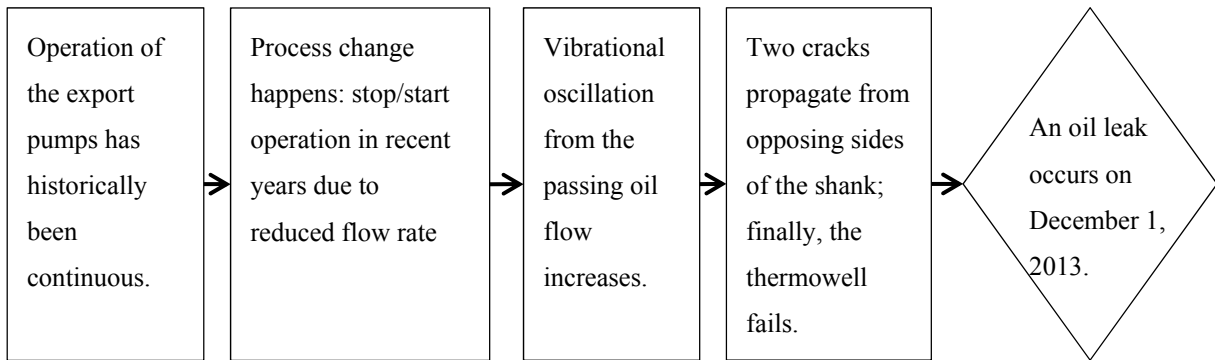 Operation of
the export
pumps has
historically
been
continuous.
Process change
happens: stop/start
operation in recent
years due to
reduced flow rate
Vibrational
oscillation
from the
passing oil
flow
increases.
Two cracks
propagate from
opposing sides
of the shank;
finally, the
thermowell
fails.
An oil leak
occurs on
December 1,
2013.